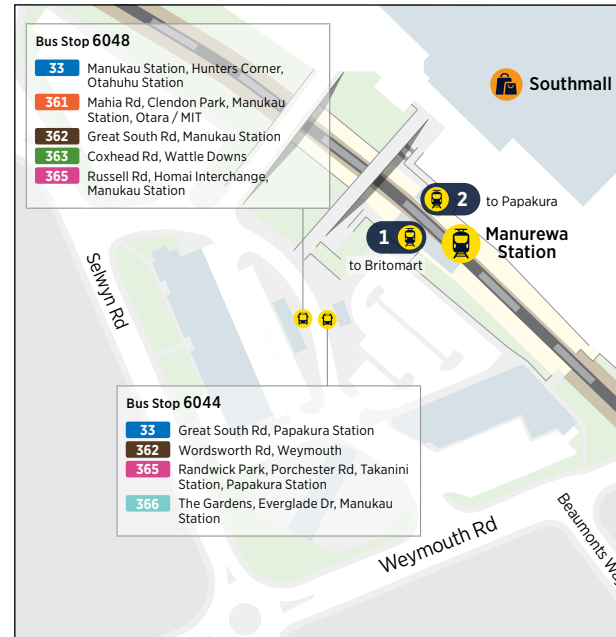 Bus Stop 6048
33 Manukau Station, Hunters Corner,
Otahuhu Station
361 Mahia Rd, Clendon Park, Manukau
Station, Otara / MIT
362 Great South Rd, Manukau Station
363 Coxhead Rd, Wattle Downs
365 Russell Rd, Homai Interchange,
Manukau Station
Southmall
2 to Papakura
1
to Britomart
Manurewa
Station
Selwyn Rd
Bus Stop 6044
33 Great South Rd, Papakura Station
362 Wordsworth Rd, Weymouth
365 Randwick Park, Porchester Rd, Takanini
Station, Papakura Station
366 The Gardens, Everglade Dr, Manukau
Station
Weymouth Rd
Beaumonts Way